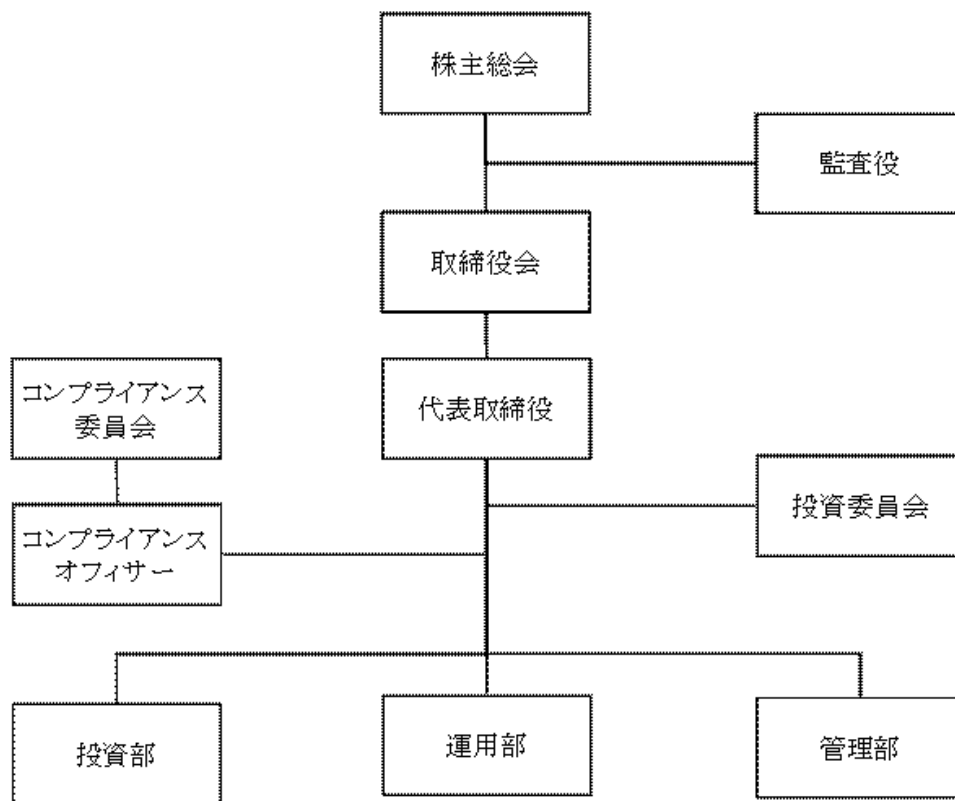 株主総会
監査役
取締役会
コンプライアンス
委員会
代表取締役
投資委員会
コンプライアンス
オフィサー
投資部
運用部
管理部